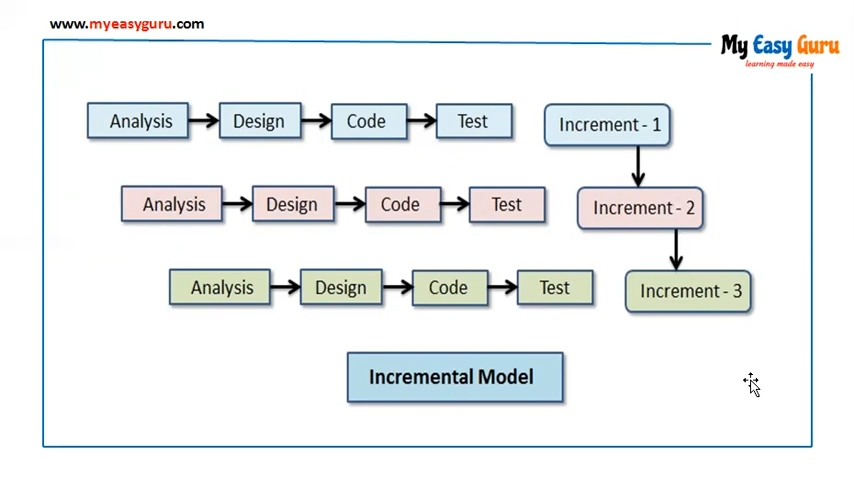 www.myeasyguru.com
My Easy Guru
learning made easy
Analysis Design Code Test Increment - 1
Analysis Design Code Test Increment - 2
Analysis Design Code Test Increment - 3
Incremental Model